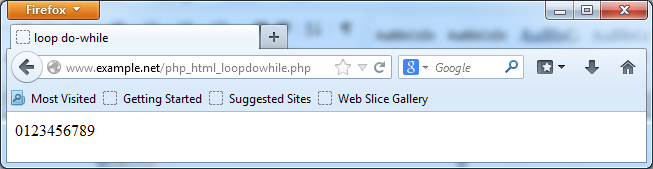 Firefox
loop do-while
www.example.net/php_html_loopdowhile.php
Google
Most Visited Getting Started Suggested Sites Web Slice Gallery
0123456789